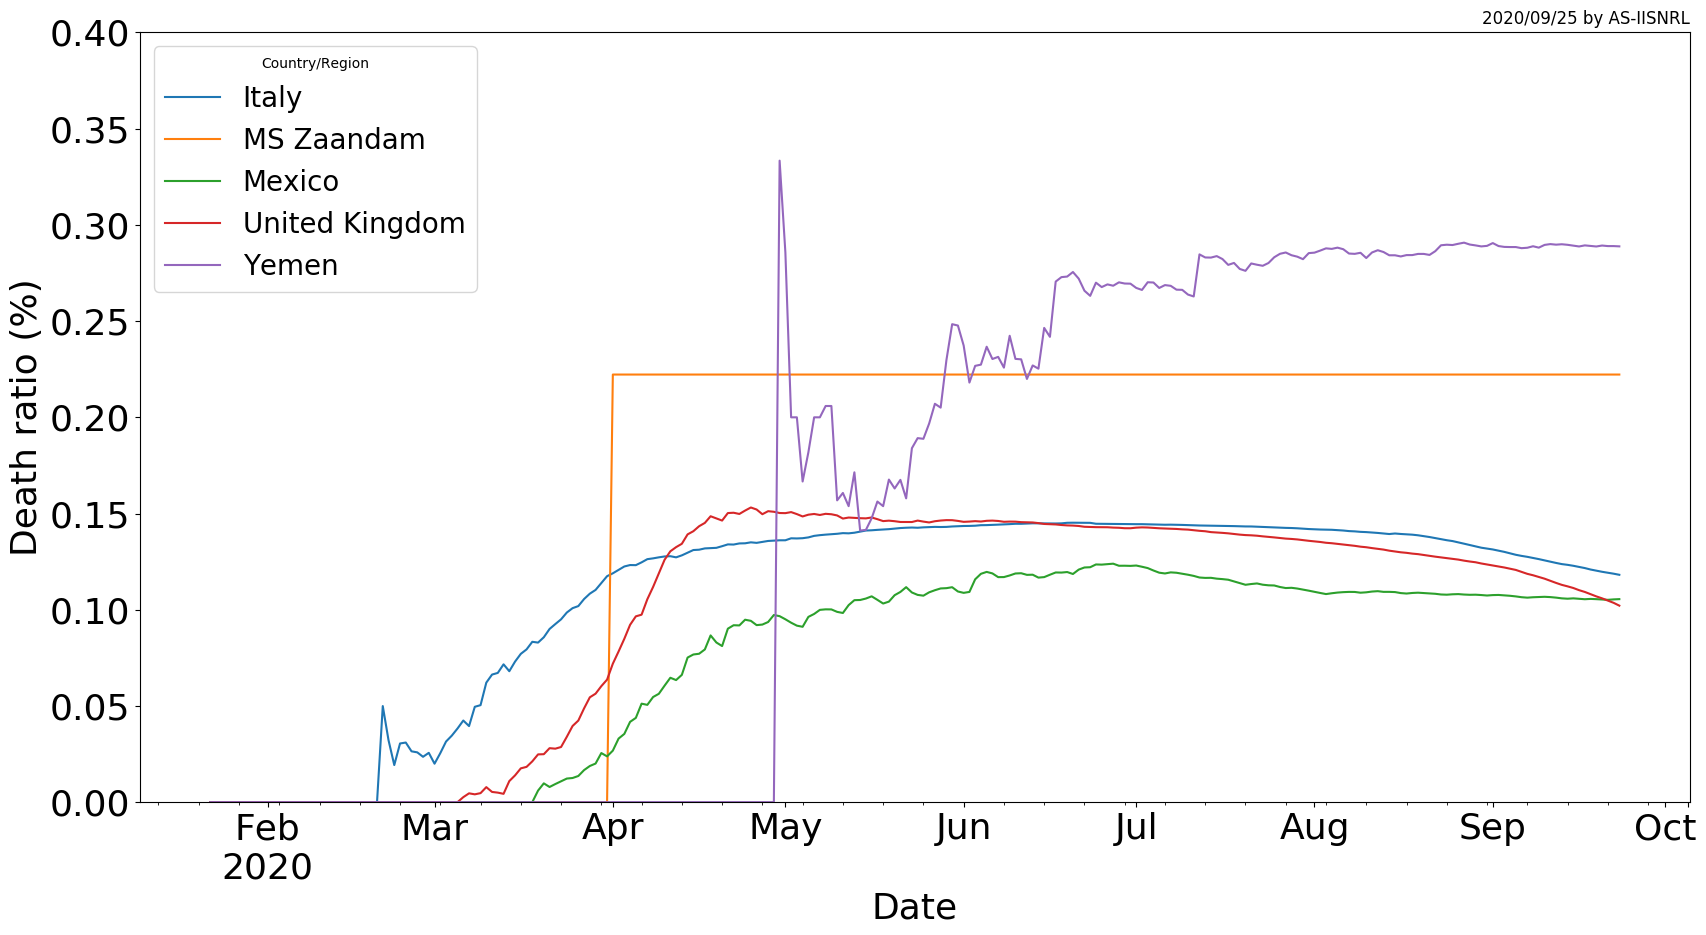 2020/09/25 by AS-IISNRL
0.40
0.35
0.30
0.25
0.20
0.15
0.10
0.05
0.00
Death ratio (%)
Country/Region
Italy
MS Zaandam
Mexico
United Kingdom
Yemen
Feb Mar Apr May Jun Jul Aug Sep Oct
2020
Date